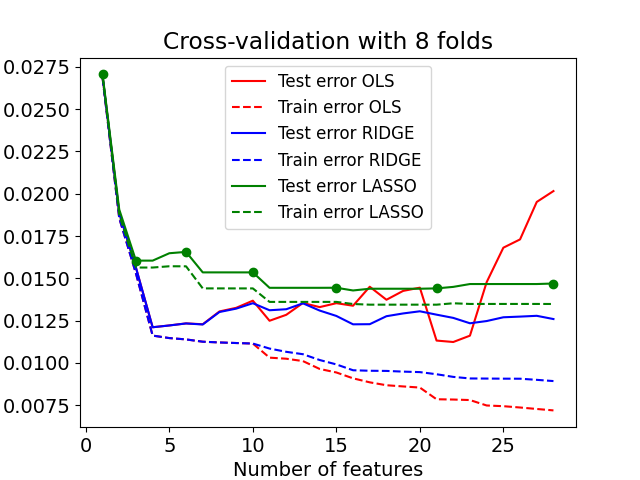 Cross-validation with 8 folds
0.0275
0.0250
0.0225
0.0200
0.0175
0.0150
0.0125
0.0100
0.0075
Test error OLS
Train error OLS
Test error RIDGE
Train error RIDGE
Test error LASSO
Train error LASSO
0 5 10 15 20 25
Number of features